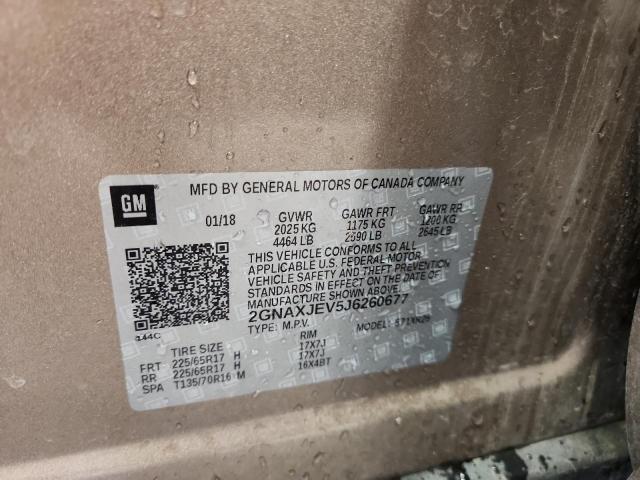 GM
MFD BY GENERAL MOTORS OF CANADA COMPANY
01/18 GVWR GAWR FRT GAWR RR
2025 KG 1175 KG 1200 KG
4464 LB 2590 LB 2645 LB
THIS VEHICLE CONFORMS TO ALL
APPLICABLE U.S. FEDERAL MOTOR
VEHICLE SAFETY AND THEFT PREVENTION
STANDARDS IN EFFECT ON THE DATE OF
MANUFACTURE SHOWN ABOVE.
2GNAXJEV5J6260677
TYPE: M.P.V. MODEL:
144C
TIRE SIZE RIM
FRT 225/65R17 H 17X7J
RR 225/65R17 H 17X7J
SPA T135/70R16 M 16X4BT